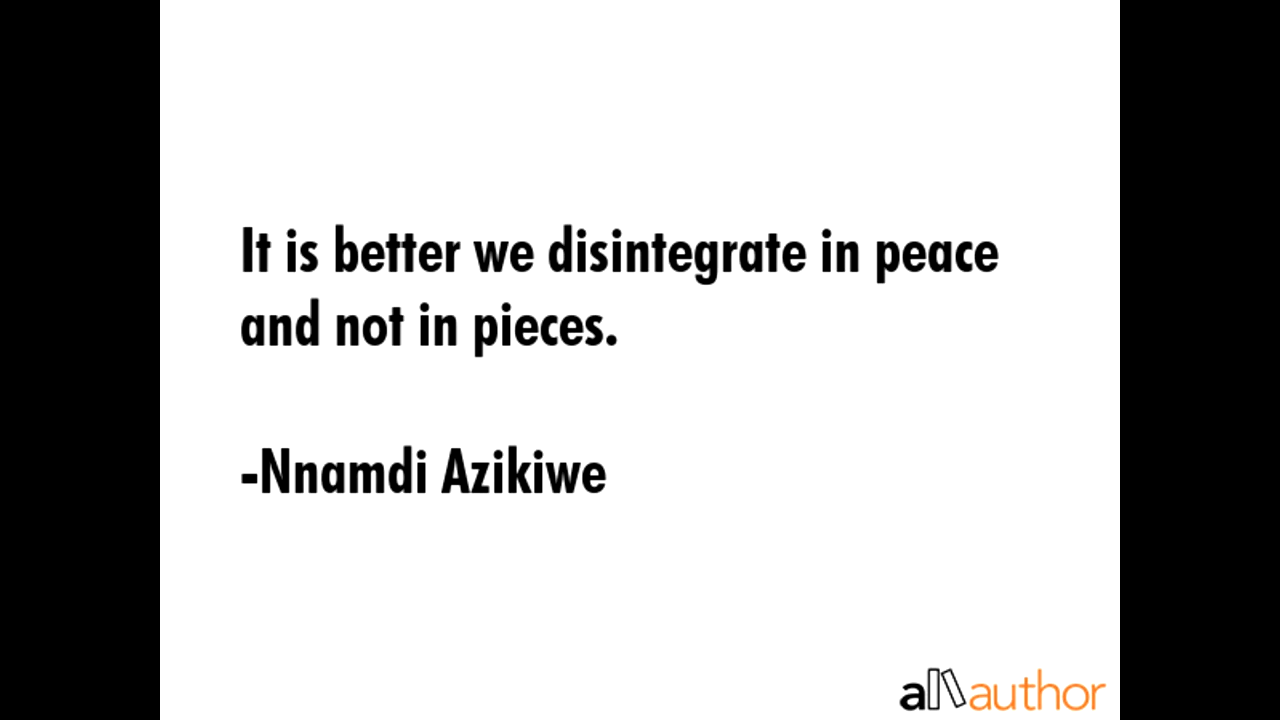 It is better we disintegrate in peace
and not in pieces.
-Nnamdi Azikiwe
allauthor